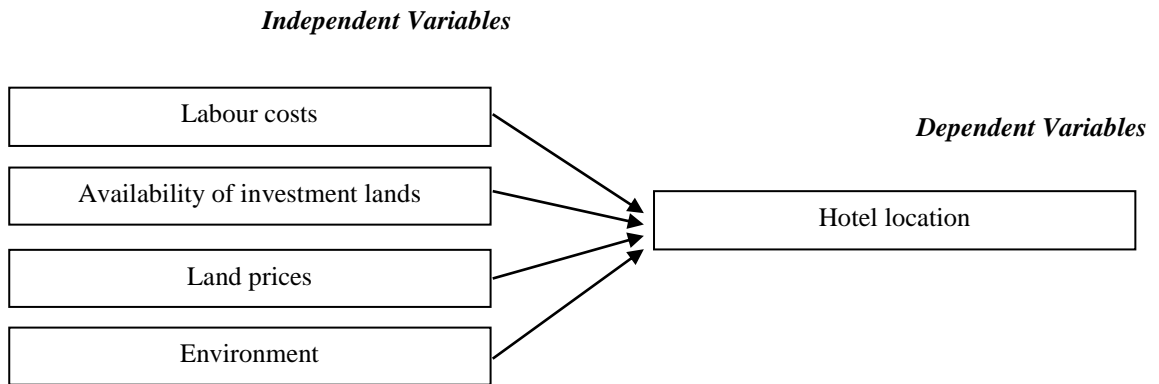 Independent Variables
Labour costs
Dependent Variables
Availability of investment lands
Hotel location
Land prices
Environment